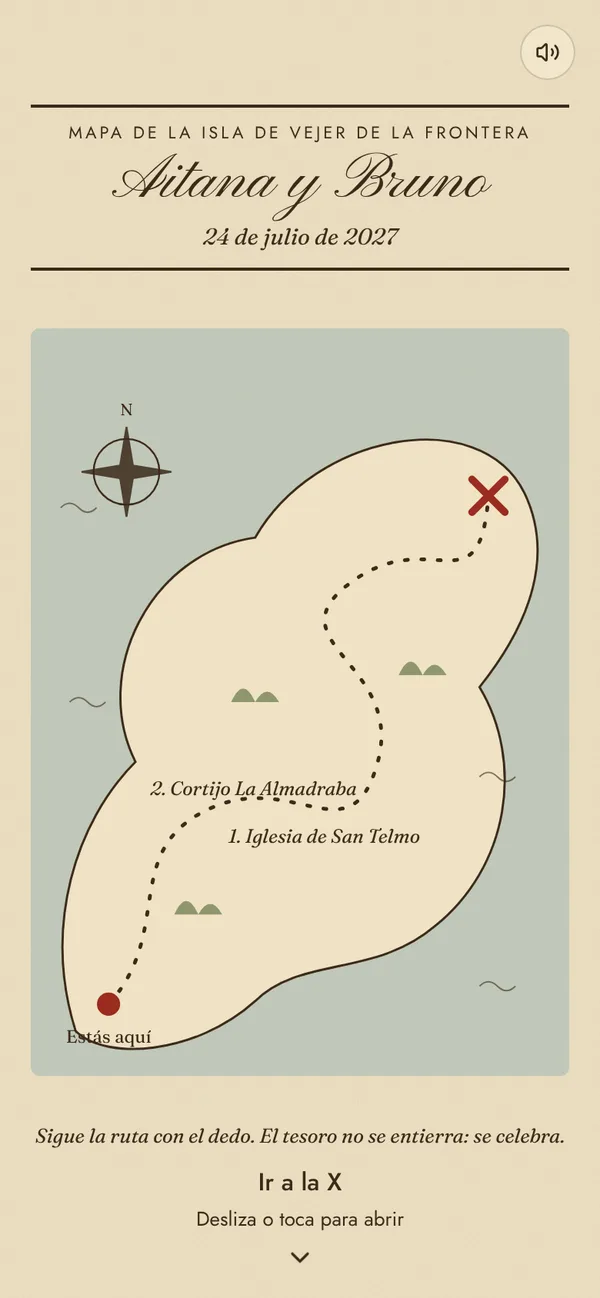 MAPA DE LA ISLA DE VEJER DE LA FRONTERA
Aitana y Bruno
24 de julio de 2027
N
2. Cortijo La Almadraba
1. Iglesia de San Telmo
Estás aquí
Sigue la ruta con el dedo. El tesoro no se entierra: se celebra.
Ir a la X
Desliza o toca para abrir